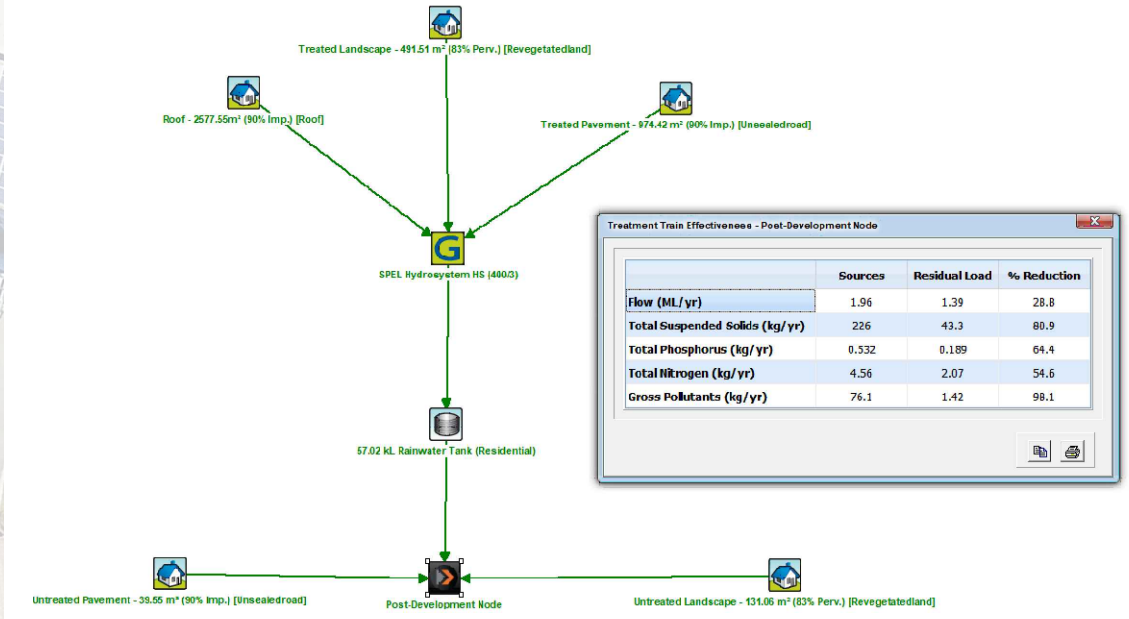 Treated Landscape - 491.51 m² (83% Perv.) [Revegetatedland]
Roof - 2577.55m² (90% Imp.) [Roof]
Treated Pavement - 974.42 m² (90% Imp.) [Unsealedroad]
SPEL Hydrosystem HS (400/3)
Treatment Train Effectiveness - Post-Development Node
Sources Residual Load % Reduction
Flow (ML/yr) 1.96 1.39 28.8
Total Suspended Solids (kg/yr) 226 43.3 80.9
Total Phosphorus (kg/yr) 0.532 0.189 64.4
Total Nitrogen (kg/yr) 4.56 2.07 54.6
Gross Pollutants (kg/yr) 76.1 1.42 98.1
57.02 kL Rainwater Tank (Residential)
Untreated Pavement - 39.55 m² (90% Imp.) [Unsealedroad]
Post-Development Node
Untreated Landscape - 131.06 m² (83% Perv.) [Revegetatedland]